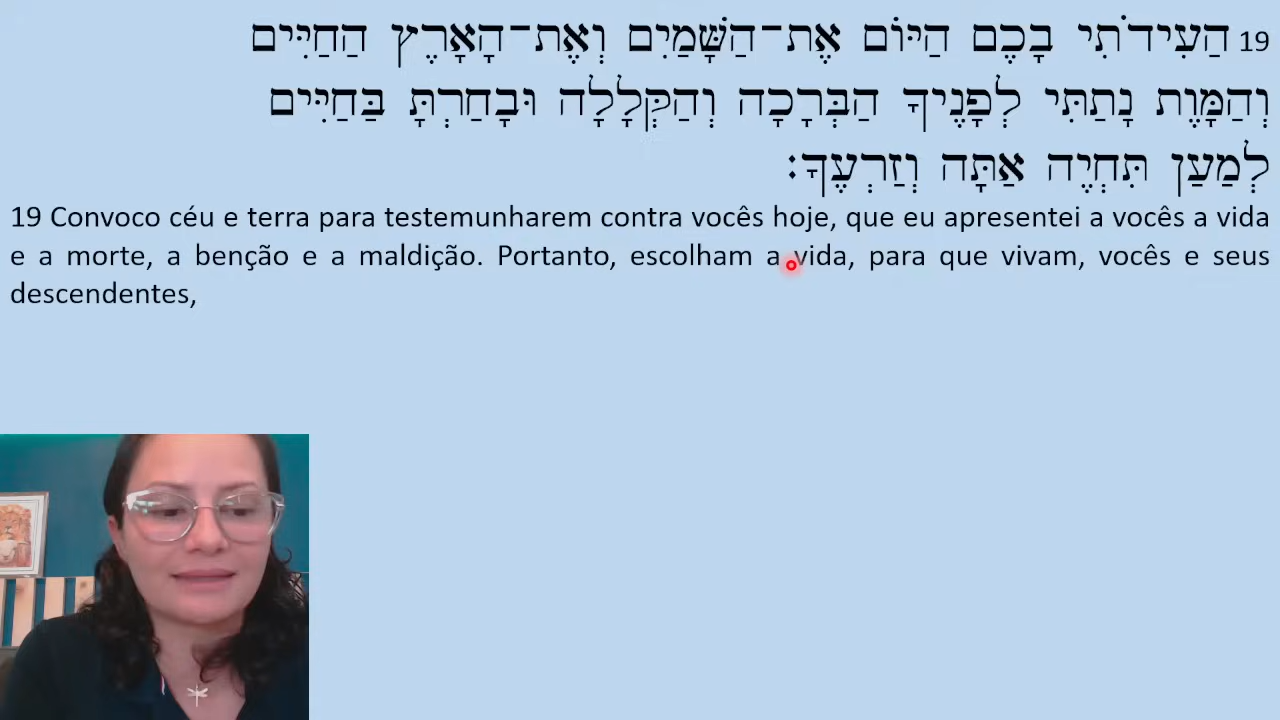 19 הַעִידֹתִי בָכֶם הַיּוֹם אֶת־הַשָּׁמַיִם וְאֶת־הָאָרֶץ הַחַיִּים
וְהַמָּוֶת נָתַתִּי לְפָנֶיךָ הַבְּרָכָה וְהַקְּלָלָה וּבָחַרְתָּ בַּחַיִּים
לְמַעַן תִּחְיֶה אַתָּה וְזַרְעֶךָ׃
19 Convoco céu e terra para testemunharem contra vocês hoje, que eu apresentei a vocês a vida
e a morte, a benção e a maldição. Portanto, escolham a vida, para que vivam, vocês e seus
descendentes,